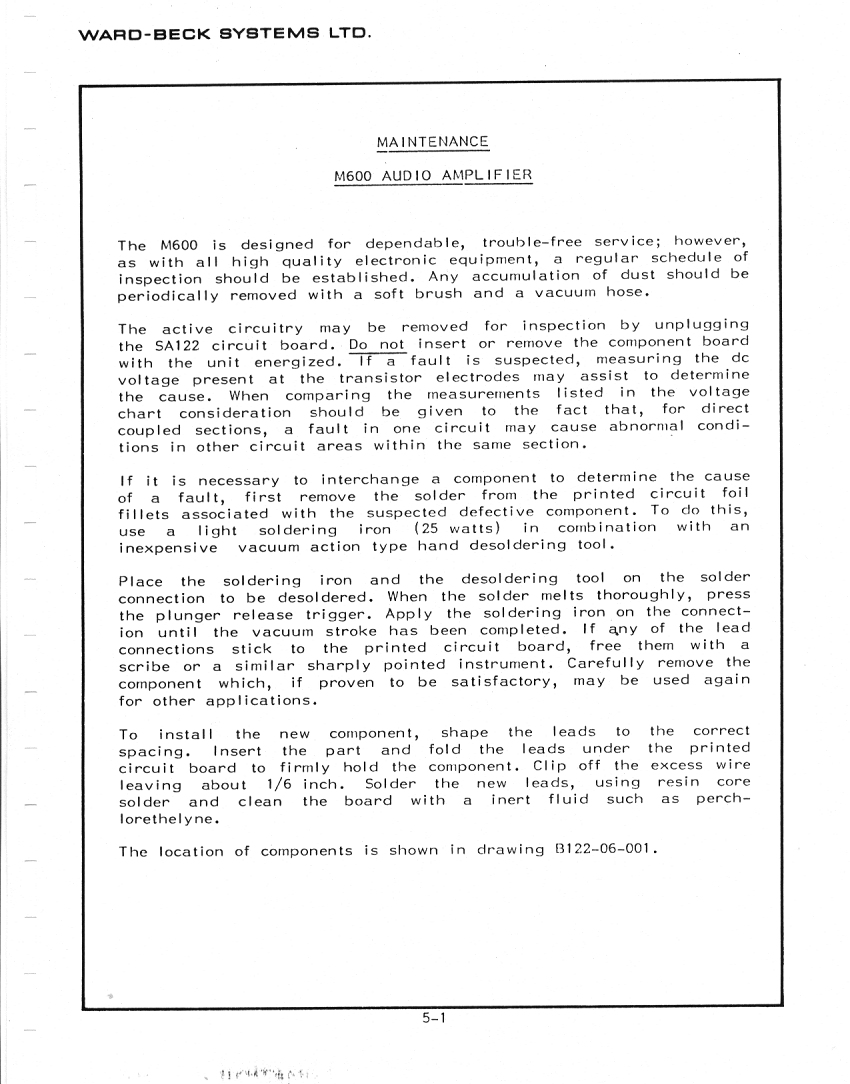 WARD-BECK SYSTEMS LTD.
MAINTENANCE
M600 AUDIO AMPLIFIER
The M600 is designed for dependable, trouble-free service; however,
as with all high quality electronic equipment, a regular schedule of
inspection should be established. Any accumulation of dust should be
periodically removed with a soft brush and a vacuum hose.
The active circuitry may be removed for inspection by unplugging
the SA122 circuit board. Do not insert or remove the component board
with the unit energized. If a fault is suspected, measuring the dc
voltage present at the transistor electrodes may assist to determine
the cause. When comparing the measurements listed in the voltage
chart consideration should be given to the fact that, for direct
coupled sections, a fault in one circuit may cause abnormal condi-
tions in other circuit areas within the same section.
If it is necessary to interchange a component to determine the cause
of a fault, first remove the solder from the printed circuit foil
fillets associated with the suspected defective component. To do this,
use a light soldering iron (25 watts) in combination with an
inexpensive vacuum action type hand desoldering tool.
Place the soldering iron and the desoldering tool on the solder
connection to be desoldered. When the solder melts thoroughly, press
the plunger release trigger. Apply the soldering iron on the connect-
ion until the vacuum stroke has been completed. If any of the lead
connections stick to the printed circuit board, free them with a
scribe or a similar sharply pointed instrument. Carefully remove the
component which, if proven to be satisfactory, may be used again
for other applications.
To install the new component, shape the leads to the correct
spacing. Insert the part and fold the leads under the printed
circuit board to firmly hold the component. Clip off the excess wire
leaving about 1/6 inch. Solder the new leads, using resin core
solder and clean the board with a inert fluid such as perch-
lorethelyne.
The location of components is shown in drawing B122-06-001.
5-1